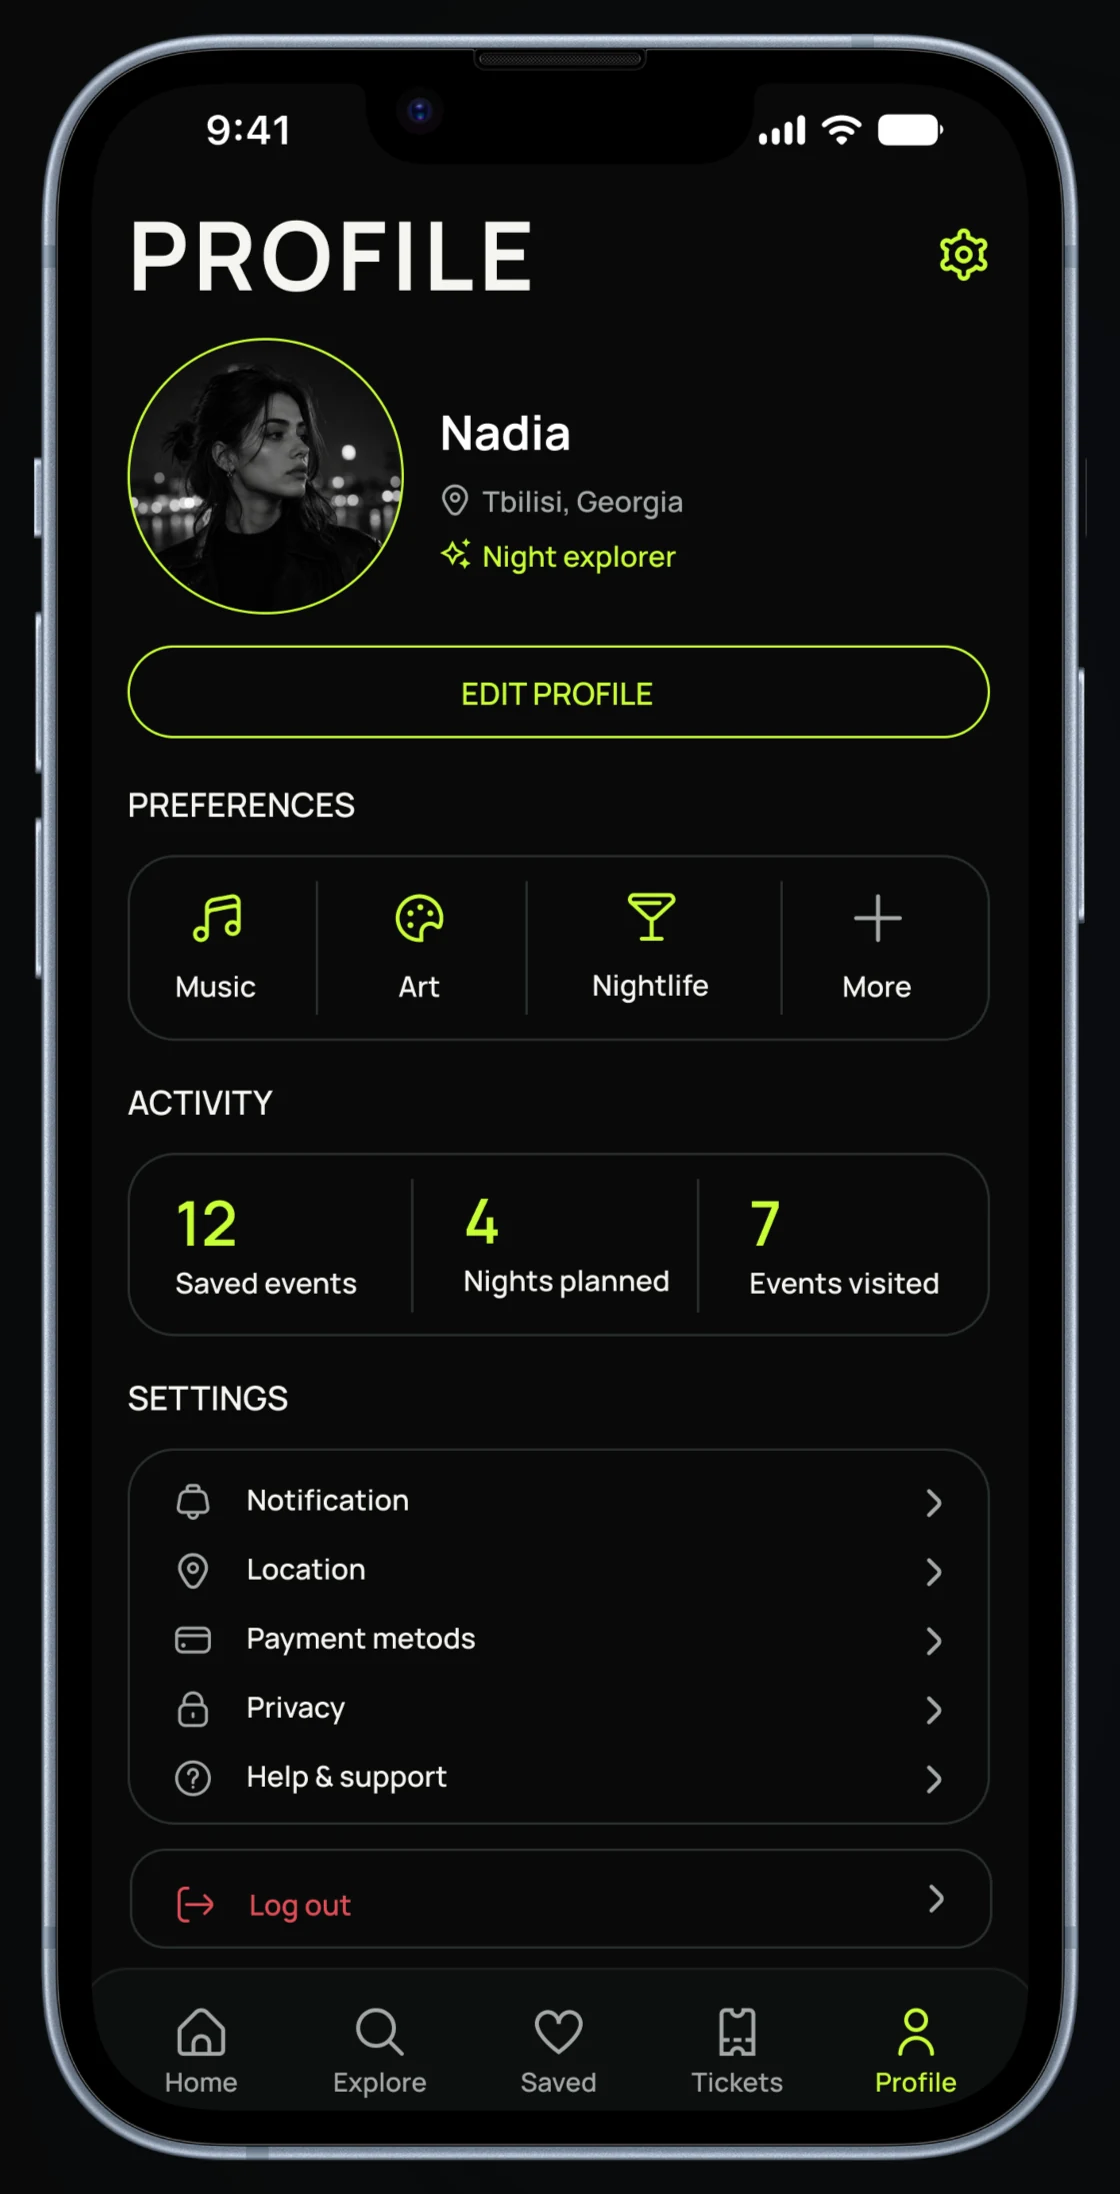 9:41
PROFILE
Nadia
Tbilisi, Georgia
Night explorer
EDIT PROFILE
PREFERENCES
Music Art Nightlife More
ACTIVITY
12 4 7
Saved events Nights planned Events visited
SETTINGS
Notification
Location
Payment metods
Privacy
Help & support
Log out
Home Explore Saved Tickets Profile